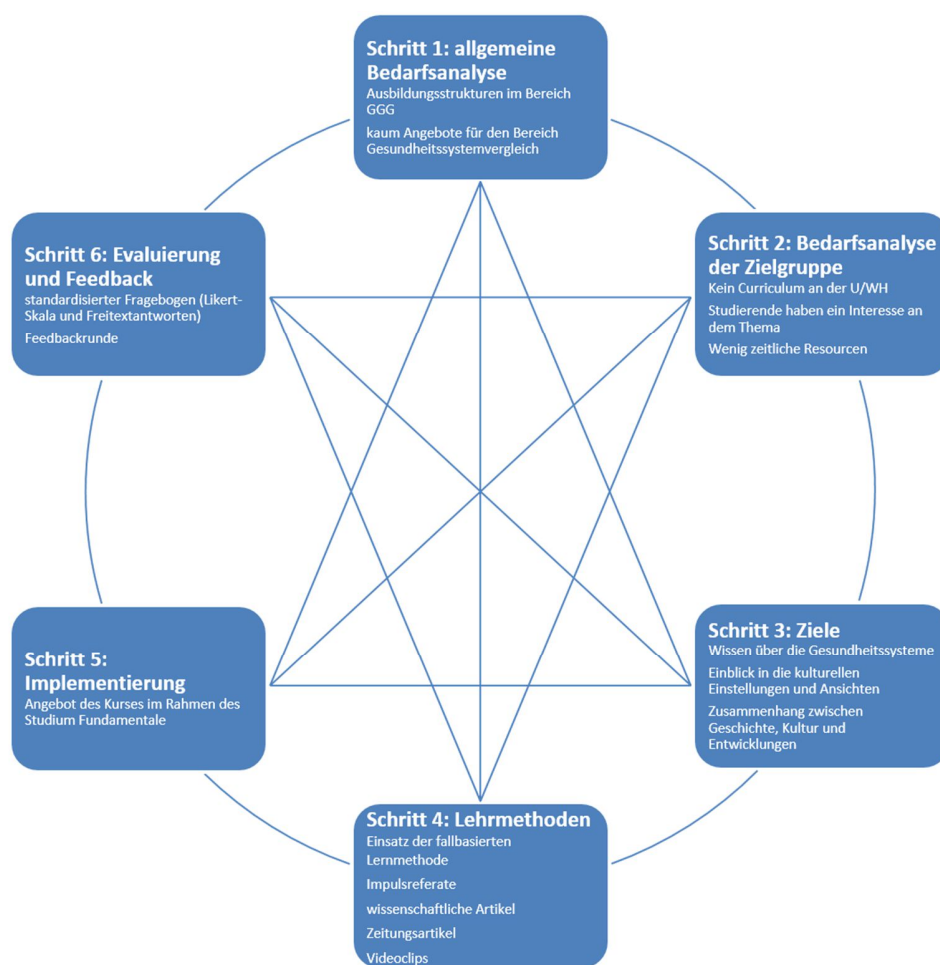 Schritt 1: allgemeine
Bedarfsanalyse
Ausbildungsstrukturen im Bereich
GGG
kaum Angebote für den Bereich
Gesundheitssystemvergleich
Schritt 2: Bedarfsanalyse
der Zielgruppe
Kein Curriculum an der U/WH
Studierende haben ein Interesse an
dem Thema
Wenig zeitliche Resourcen
Schritt 3: Ziele
Wissen über die Gesundheitssysteme
Einblick in die kulturellen
Einstellungen und Ansichten
Zusammenhang zwischen
Geschichte, Kultur und
Entwicklungen
Schritt 4: Lehrmethoden
Einsatz der fallbasierten
Lernmethode
Impulsreferate
wissenschaftliche Artikel
Zeitungsartikel
Videoclips
Schritt 5:
Implementierung
Angebot des Kurses im Rahmen des
Studium Fundamentale
Schritt 6: Evaluierung
und Feedback
standardisierter Fragebogen (Likert-
Skala und Freitextantworten)
Feedbackrunde